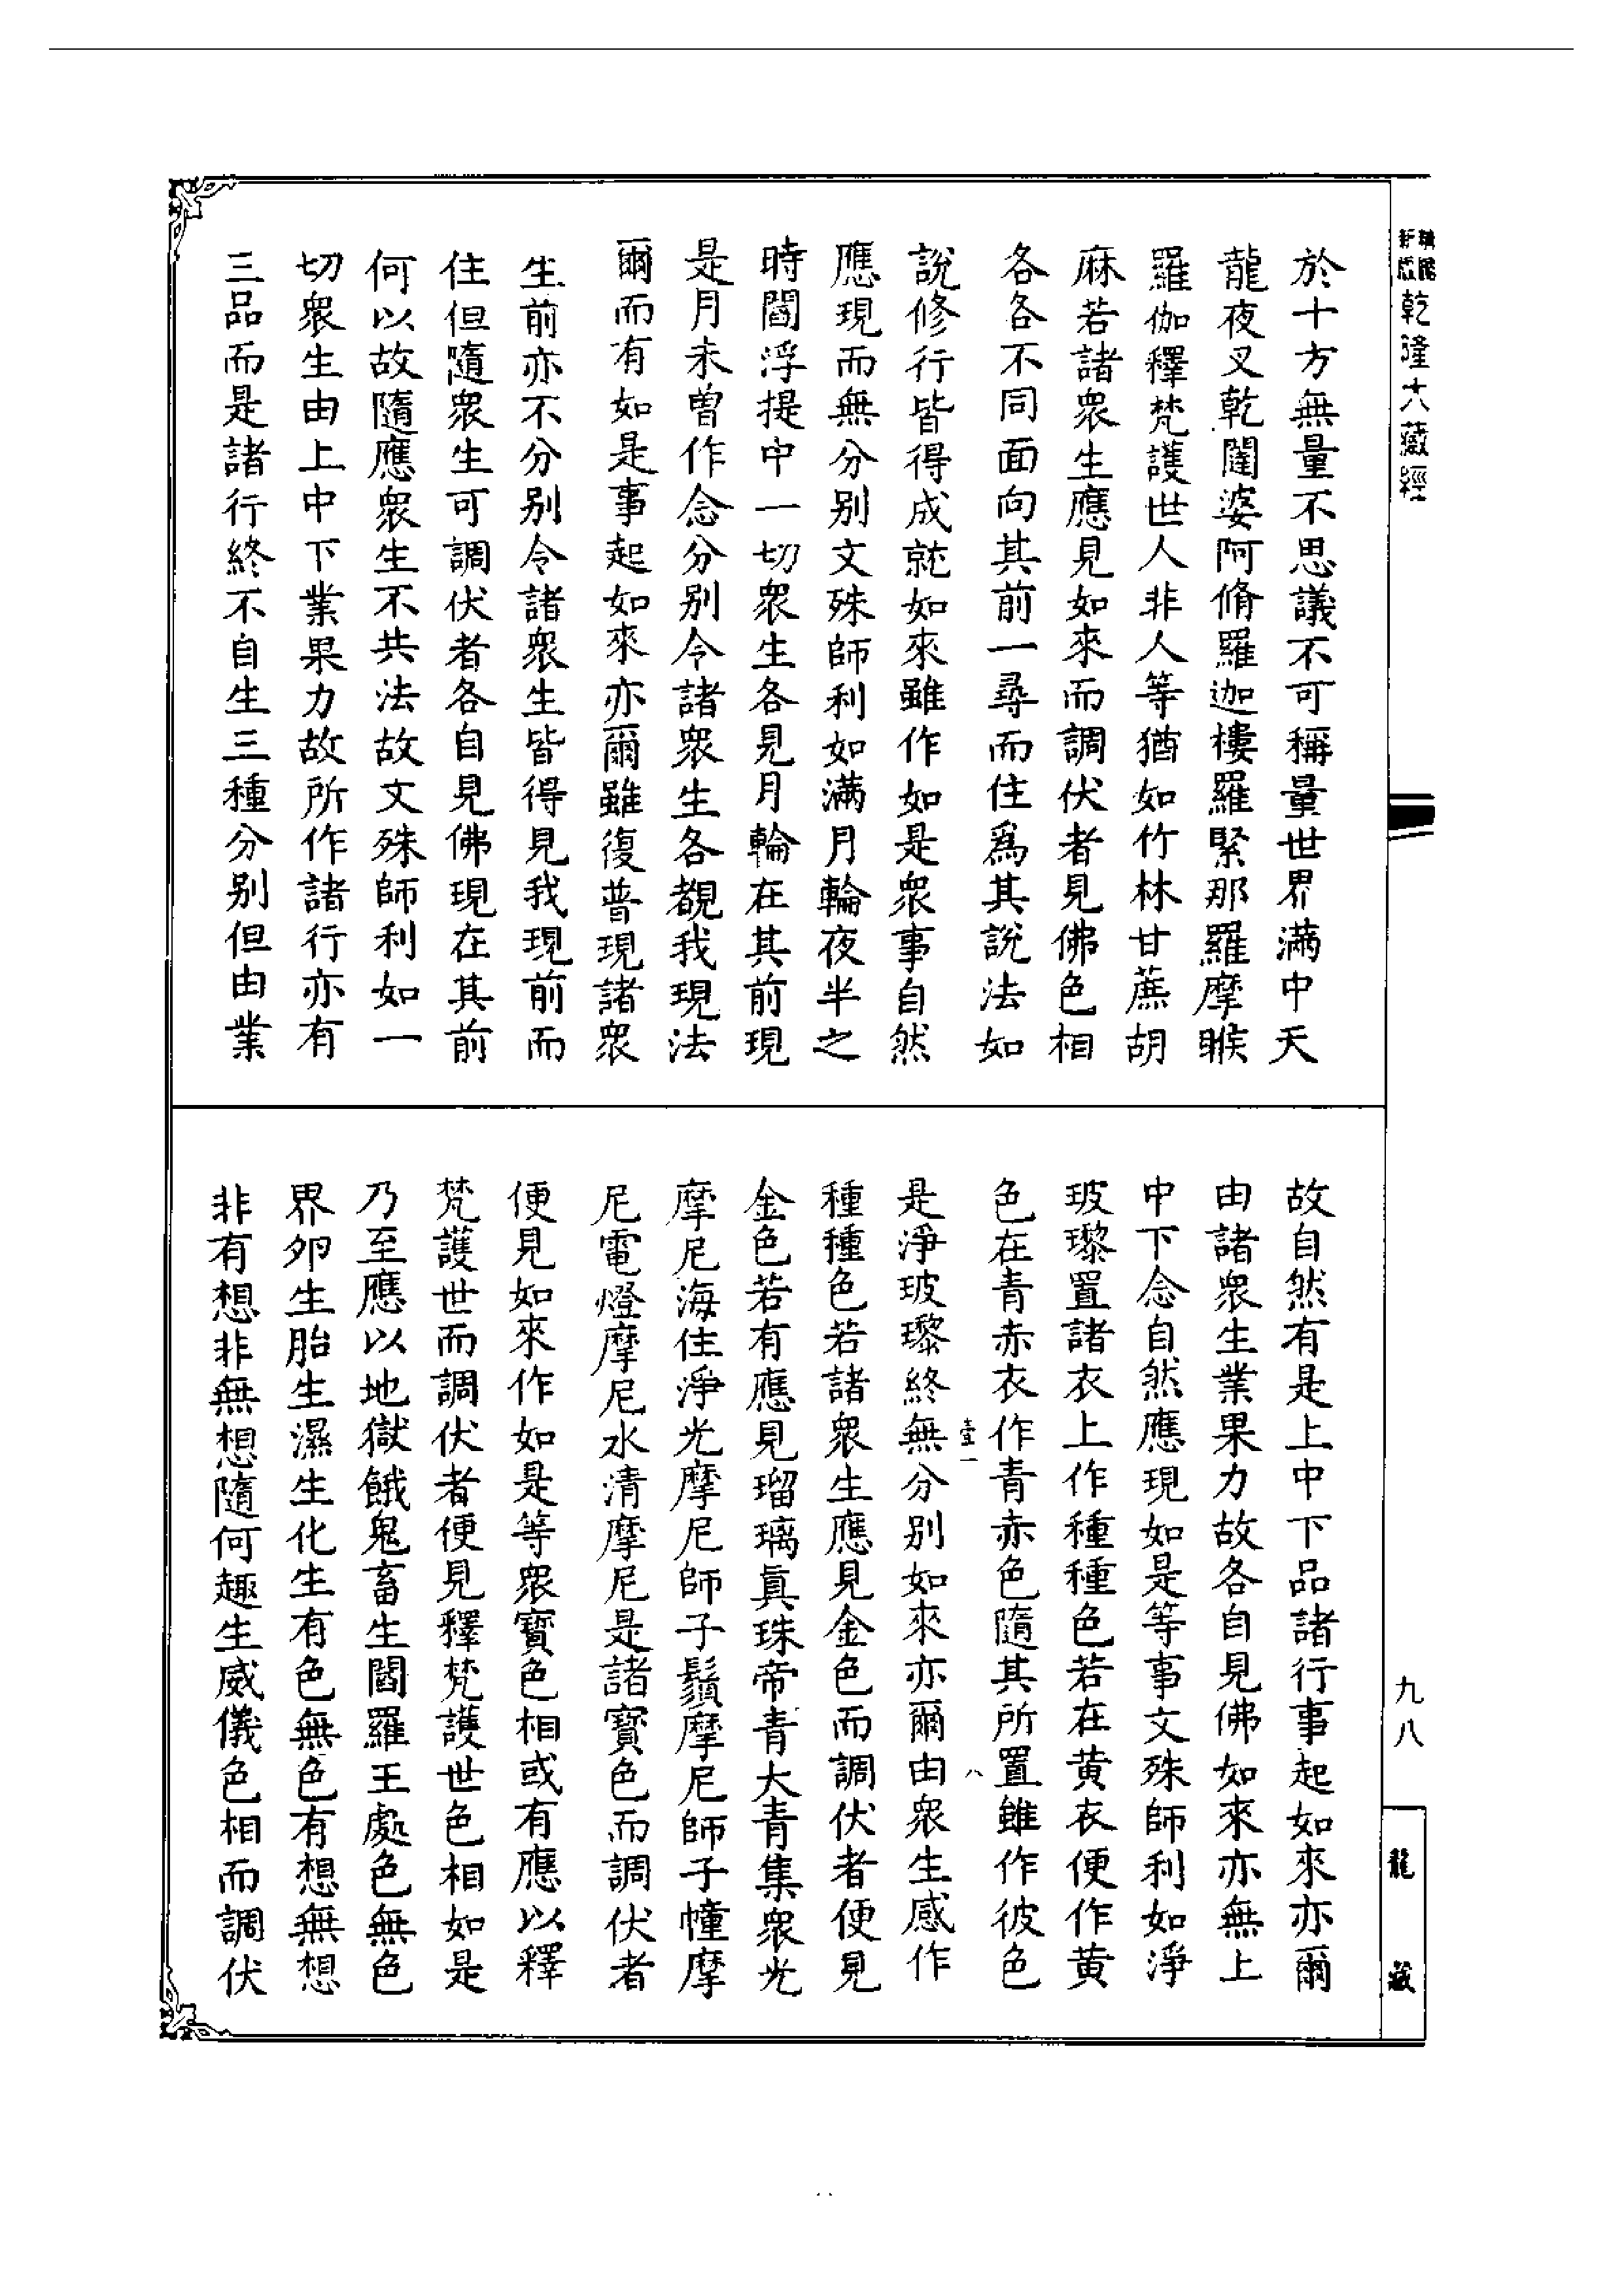 乾隆大藏經
於十方無量不思議不可稱量世界滿中天
龍夜叉乾闥婆阿脩羅迦樓羅緊那羅摩睺
羅伽釋梵護世人非人等猶如竹林甘蔗胡
麻若諸衆生應見如來而調伏者見佛色相
各各不同面向其前一尋而住爲其說法如
說修行皆得成就如來雖作如是衆事自然
應現而無分别文殊師利如滿月輪夜半之
時閻浮提中一切衆生各見月輪在其前現
是月未曽作念分别令諸衆生各覩我現法
爾而有如是事起如來亦爾雖復普現諸衆
生前亦不分别令諸衆生皆得見我現前而
住但隨衆生可調伏者各自見佛現在其前
何以故隨應衆生不共法故文殊師利如一
切衆生由上中下業果力故所作諸行亦有
三品而是諸行終不自生三種分别但由業
故自然有是上中下品諸行事起如來亦爾
由諸衆生業果力故各自見佛如來亦無上
中下念自然應現如是等事文殊師利如淨
玻瓈置諸衣上作種種色若在黄衣便作黄
色在青赤衣作青赤色隨其所置雖作彼色
壹一
八
是淨玻瓈終無分别如來亦爾由衆生感作
種種色若諸衆生應見金色而調伏者便見
金色若有應見瑠璃眞珠帝青大青集衆光
摩尼海住淨光摩尼師子鬚摩尼師子幢摩
尼電燈摩尼水清摩尼是諸寶色而調伏者
便見如來作如是等衆寶色相或有應以釋
梵護世而調伏者便見釋梵護世色相如是
乃至應以地獄餓鬼畜生閻羅王處色無色
界卵生胎生濕生化生有色無色有想無想
非有想非無想隨何趣生威儀色相而調伏
九八
龍藏